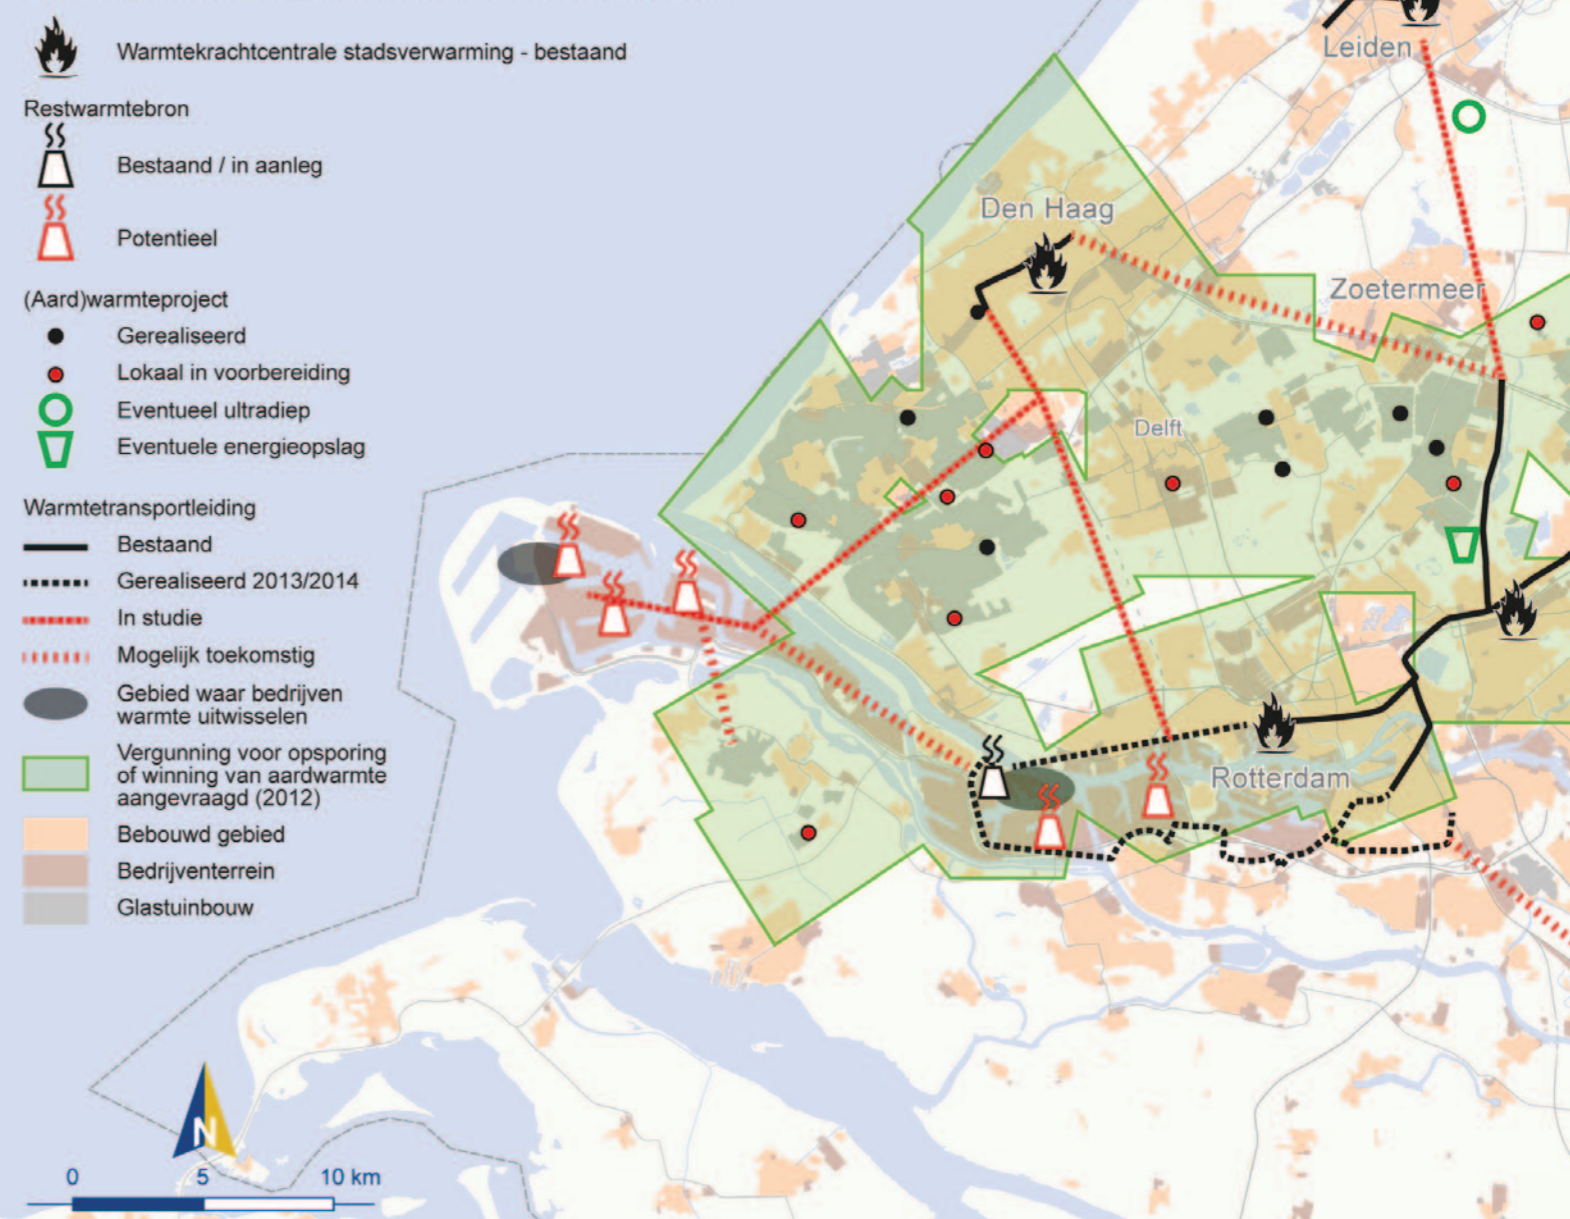 Warmtekrachtcentrale stadsverwarming - bestaand
Restwarmtebron
Bestaand / in aanleg
Potentieel
(Aard)warmteproject
Gerealiseerd
Lokaal in voorbereiding
Eventueel ultradiep
Eventuele energieopslag
Warmtetransportleiding
Bestaand
Gerealiseerd 2013/2014
In studie
Mogelijk toekomstig
Gebied waar bedrijven
warmte uitwisselen
Vergunning voor opsporing
of winning van aardwarmte
aangevraagd (2012)
Bebouwd gebied
Bedrijventerrein
Glastuinbouw
N
0 5 10 km
Leiden
Den Haag
Zoetermeer
Delft
Rotterdam